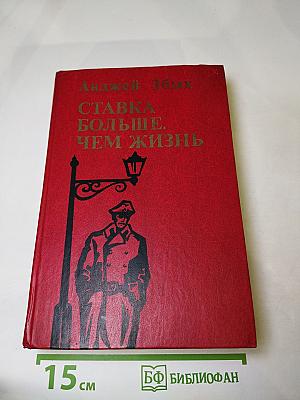 Анджей Збых
СТАВКА
БОЛЬШЕ,
ЧЕМ ЖИЗНЬ
15 см
БФ БИБЛИОФАН